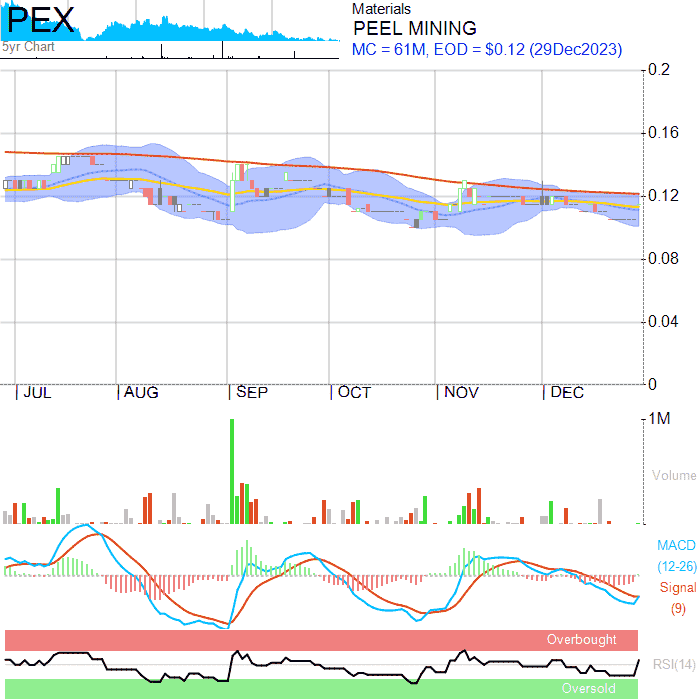 PEX
5yr Chart
Materials
PEEL MINING
MC = 61M, EOD = $0.12 (29Dec2023)
0.2
0.16
0.12
0.08
0.04
0
JUL AUG SEP OCT NOV DEC
1M
Volume
MACD
(12-26)
Signal
(9)
Overbought
RSI(14)
Oversold